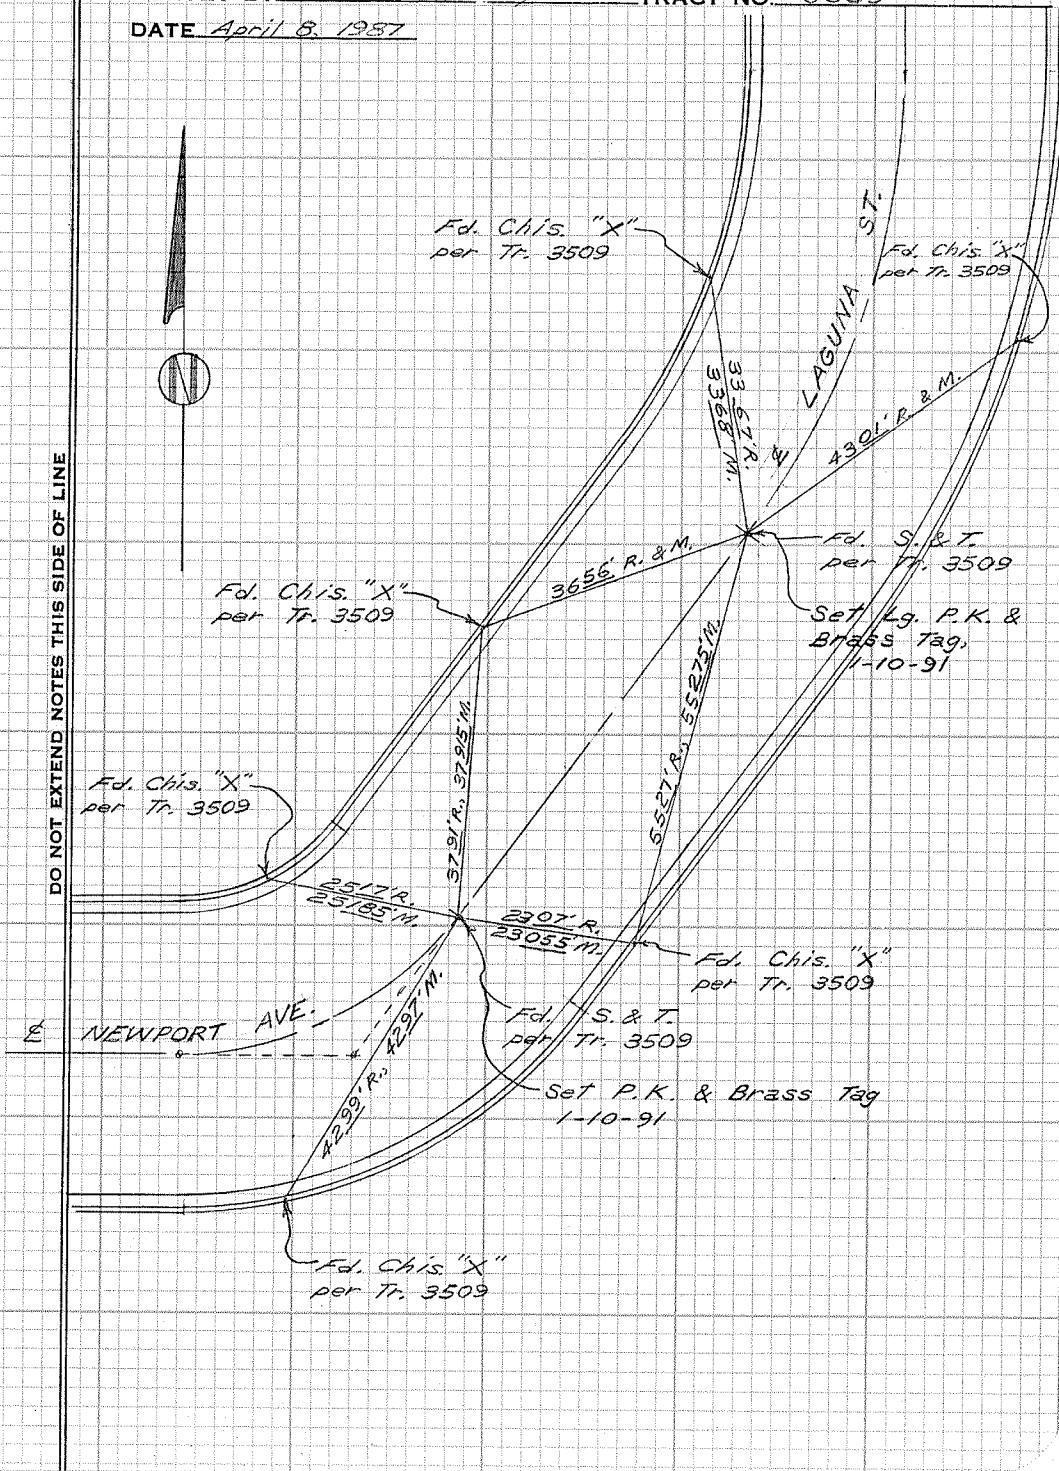 TRACT NO.
DATE April 8, 1987
Fd. Chis. "X"
per Tr. 3509
LAGUNA ST.
Fd. Chis. "X"
per Tr. 3509
33.67' R.
33.68' M.
℄
43.01' R. & M.
36.56' R. & M.
Fd. S. & T.
per Tr. 3509
Fd. Chis. "X"
per Tr. 3509
Set Lg. P.K. &
Brass Tag,
1-10-91
DO NOT EXTEND NOTES THIS SIDE OF LINE
37.91' R., 37.915' M.
55.27' R., 55.275' M.
Fd. Chis. "X"
per Tr. 3509
25.17' R.
25.185' M.
23.07' R.
23.055' M.
Fd. Chis. "X"
per Tr. 3509
℄ NEWPORT AVE.
Fd. S. & T.
per Tr. 3509
42.99' R., 42.97' M.
Set P.K. & Brass Tag
1-10-91
Fd. Chis. "X"
per Tr. 3509